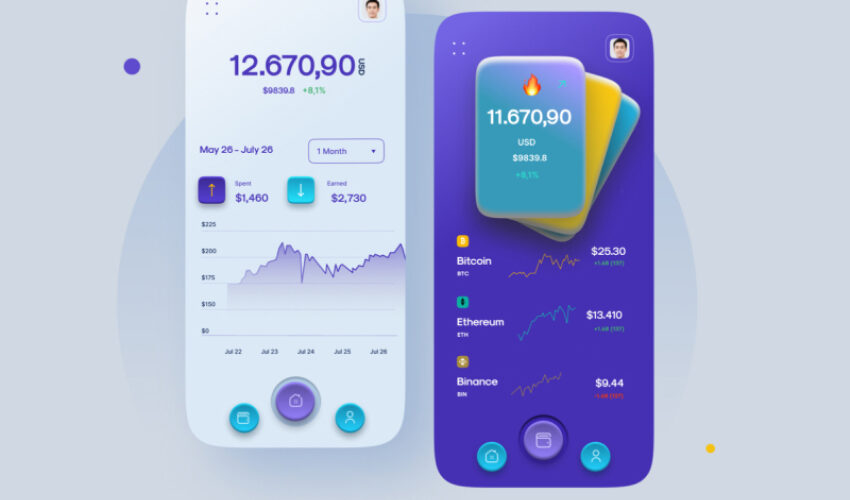 12.670,90 USD
$9839.8 +8,1%
May 26 - July 26
1 Month
Spent
$1,460
Earned
$2,730
$225
$200
$175
$150
$0
Jul 22 Jul 23 Jul 24 Jul 25 Jul 26
11.670,90
USD
$9839.8
+8,1%
Bitcoin
BTC
$25.30
+1.68 (137)
Ethereum
ETH
$13.410
+1.68 (137)
Binance
BIN
$9.44
-1.68 (137)